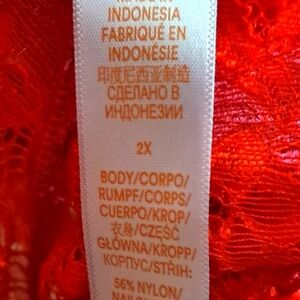 INDONESIA
FABRIQUÉ EN
INDONÉSIE
印度尼西亚制造
СДЕЛАНО В
ИНДОНЕЗИИ
2X
BODY/CORPO/
RUMPF/CORPS/
CUERPO/KROP/
衣身/CZĘŚĆ
GŁÓWNA/KROPP/
КОРПУС/STŘIH:
56% NYLON/